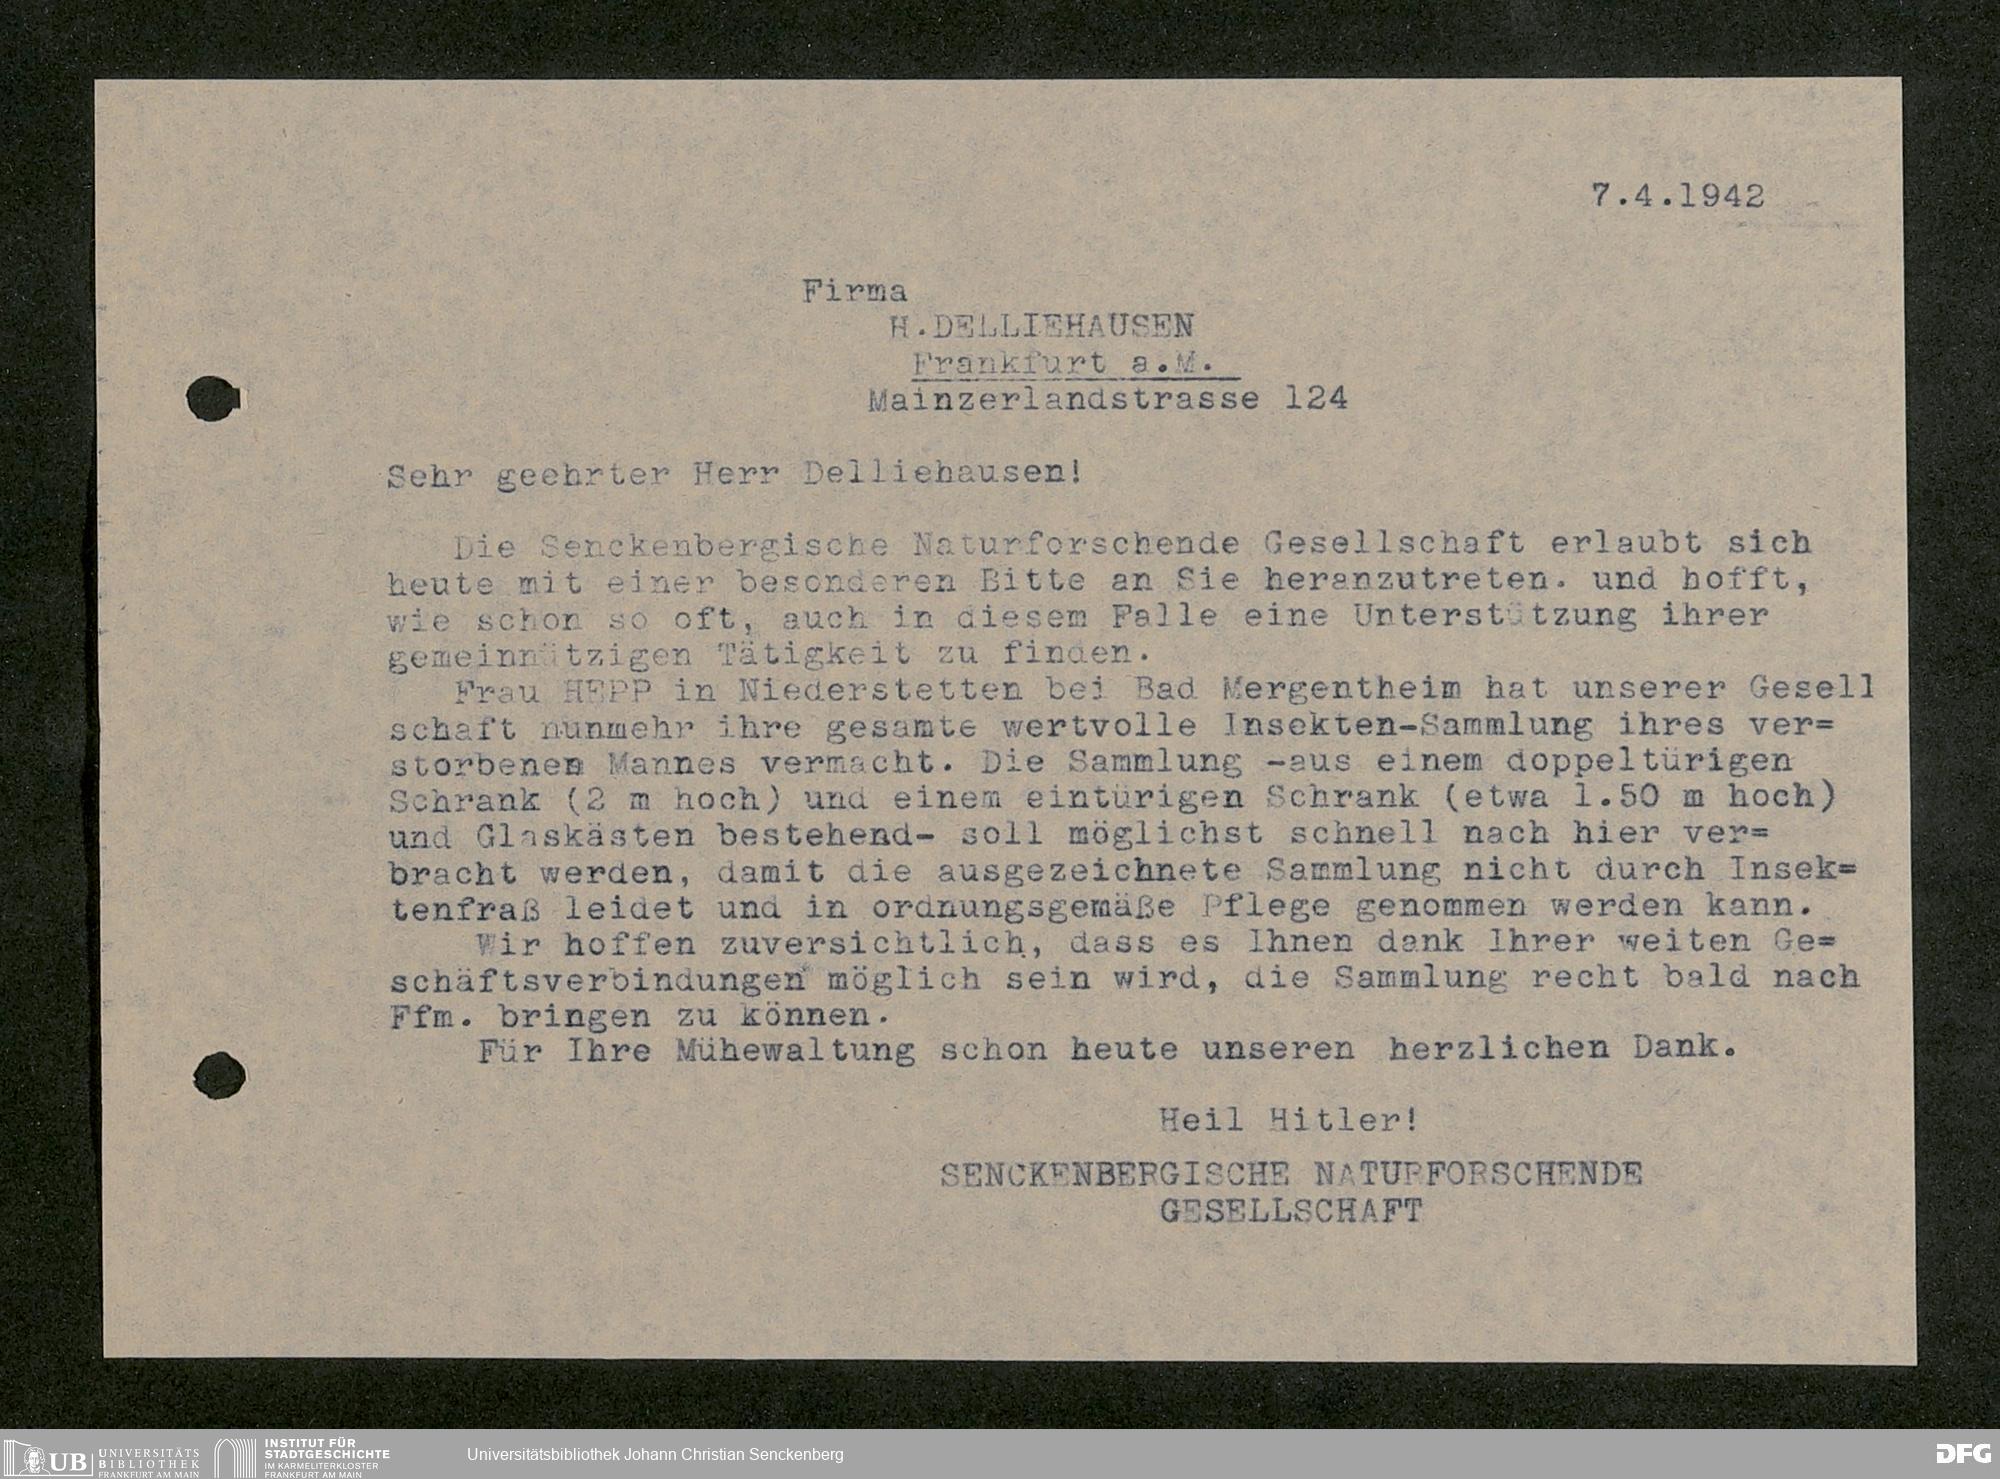 7.4.1942
Firma
H.DELLIEHAUSEN
Frankfurt a.M.
Mainzerlandstrasse 124
Sehr geehrter Herr Delliehausen!
Die Senckenbergische Naturforschende Gesellschaft erlaubt sich
heute mit einer besonderen Bitte an Sie heranzutreten. und hofft,
wie schon so oft, auch in diesem Falle eine Unterstützung ihrer
gemeinnützigen Tätigkeit zu finden.
Frau HEPP in Niederstetten bei Bad Mergentheim hat unserer Gesell
schaft nunmehr ihre gesamte wertvolle Insekten-Sammlung ihres ver=
storbenen Mannes vermacht. Die Sammlung -aus einem doppeltürigen
Schrank (2 m hoch) und einem eintürigen Schrank (etwa 1.50 m hoch)
und Glaskästen bestehend- soll möglichst schnell nach hier ver=
bracht werden, damit die ausgezeichnete Sammlung nicht durch Insek=
tenfraß leidet und in ordnungsgemäße Pflege genommen werden kann.
Wir hoffen zuversichtlich, dass es Ihnen dank Ihrer weiten Ge=
schäftsverbindungen möglich sein wird, die Sammlung recht bald nach
Ffm. bringen zu können.
Für Ihre Mühewaltung schon heute unseren herzlichen Dank.
Heil Hitler!
SENCKENBERGISCHE NATURFORSCHENDE
GESELLSCHAFT
UB UNIVERSITÄTS
BIBLIOTHEK
FRANKFURT AM MAIN
INSTITUT FÜR
STADTGESCHICHTE
IM KARMELITERKLOSTER
FRANKFURT AM MAIN
Universitätsbibliothek Johann Christian Senckenberg
DFG